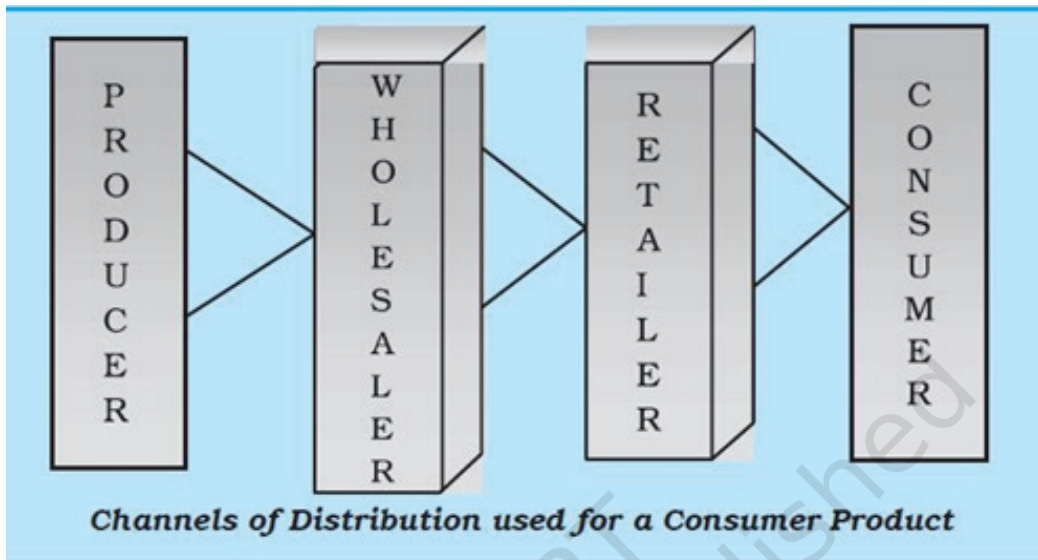 PRODUCER
WHOLESALER
RETAILER
CONSUMER
Channels of Distribution used for a Consumer Product